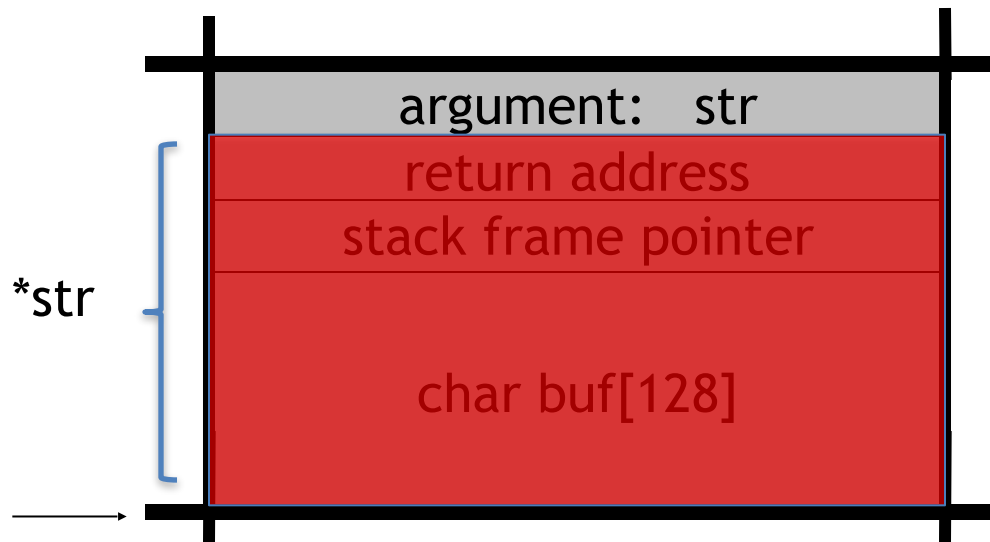 argument: str
return address
stack frame pointer
*str
char buf[128]